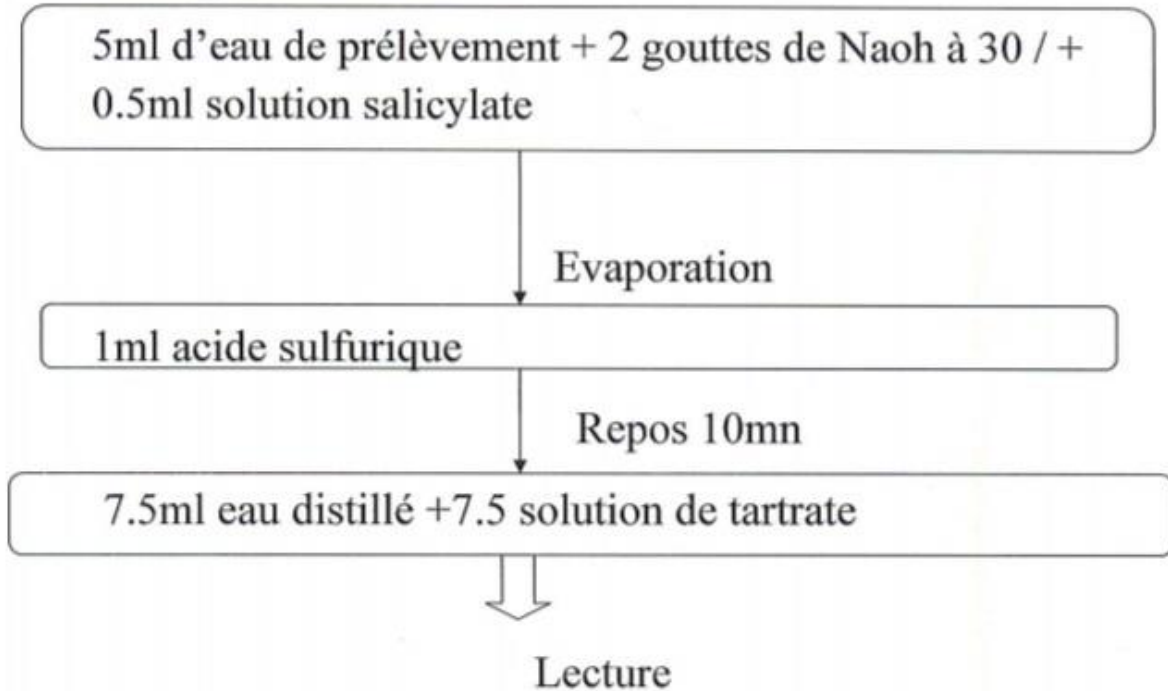 5ml d'eau de prélèvement + 2 gouttes de Naoh à 30 / +
0.5ml solution salicylate
Evaporation
1ml acide sulfurique
Repos 10mn
7.5ml eau distillé +7.5 solution de tartrate
Lecture